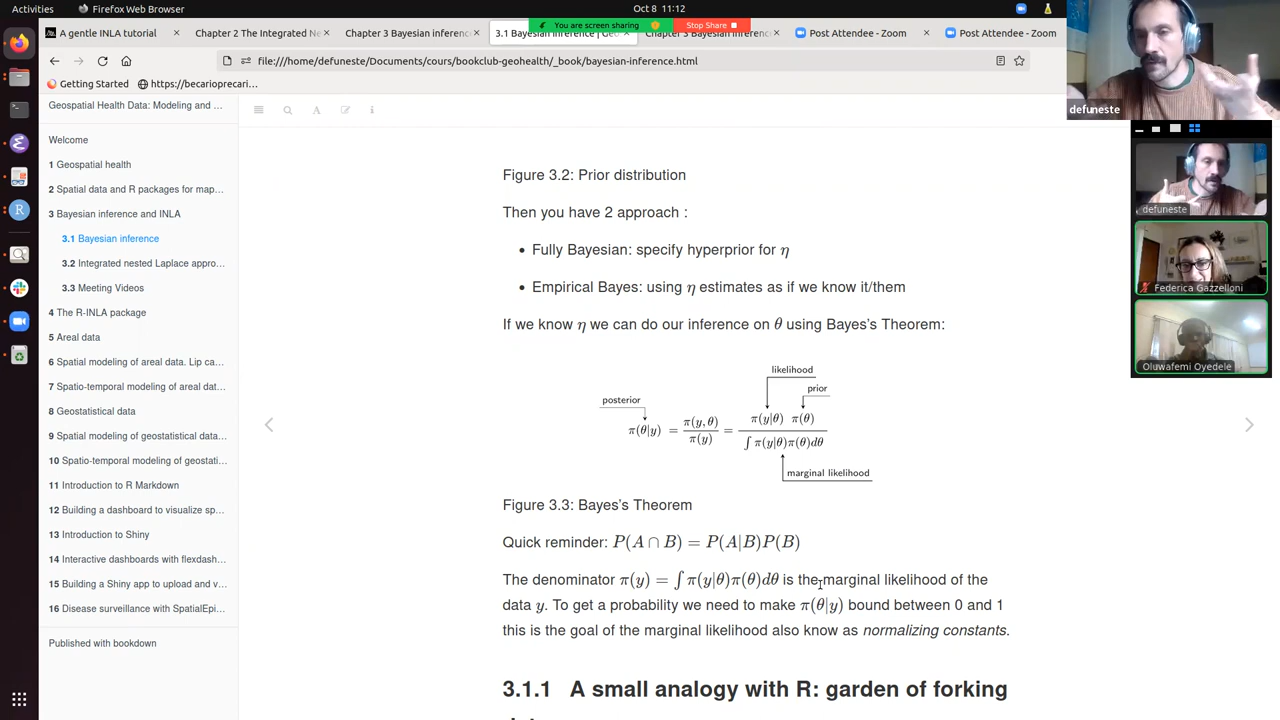 Activities
Firefox Web Browser
Oct 8 11:12
You are screen sharing
Stop Share
A gentle INLA tutorial
Chapter 2 The Integrated Ne
Chapter 3 Bayesian inferenc
3.1 Bayesian inference | Geo
Chapter 5 Bayesian inference
Post Attendee - Zoom
Post Attendee - Zoom
file:///home/defuneste/Documents/cours/bookclub-geohealth/_book/bayesian-inference.html
Getting Started
https://becarioprecari...
Geospatial Health Data: Modeling and ...
Welcome
1 Geospatial health
2 Spatial data and R packages for map...
3 Bayesian inference and INLA
3.1 Bayesian inference
3.2 Integrated nested Laplace appro...
3.3 Meeting Videos
4 The R-INLA package
5 Areal data
6 Spatial modeling of areal data. Lip ca...
7 Spatio-temporal modeling of areal dat...
8 Geostatistical data
9 Spatial modeling of geostatistical data...
10 Spatio-temporal modeling of geostati...
11 Introduction to R Markdown
12 Building a dashboard to visualize sp...
13 Introduction to Shiny
14 Interactive dashboards with flexdash...
15 Building a Shiny app to upload and v...
16 Disease surveillance with SpatialEpi...
Published with bookdown
Figure 3.2: Prior distribution
Then you have 2 approach :
• Fully Bayesian: specify hyperprior for η
• Empirical Bayes: using η estimates as if we know it/them
If we know η we can do our inference on θ using Bayes's Theorem:
likelihood
prior
posterior
π(θ|y) = π(y, θ) / π(y) = π(y|θ) π(θ) / ∫ π(y|θ)π(θ)dθ
marginal likelihood
Figure 3.3: Bayes's Theorem
Quick reminder: P(A ∩ B) = P(A|B)P(B)
The denominator π(y) = ∫ π(y|θ)π(θ)dθ is the marginal likelihood of the
data y. To get a probability we need to make π(θ|y) bound between 0 and 1
this is the goal of the marginal likelihood also know as normalizing constants.
3.1.1 A small analogy with R: garden of forking
defuneste
defuneste
Federica Gazzelloni
Oluwafemi Oyedele